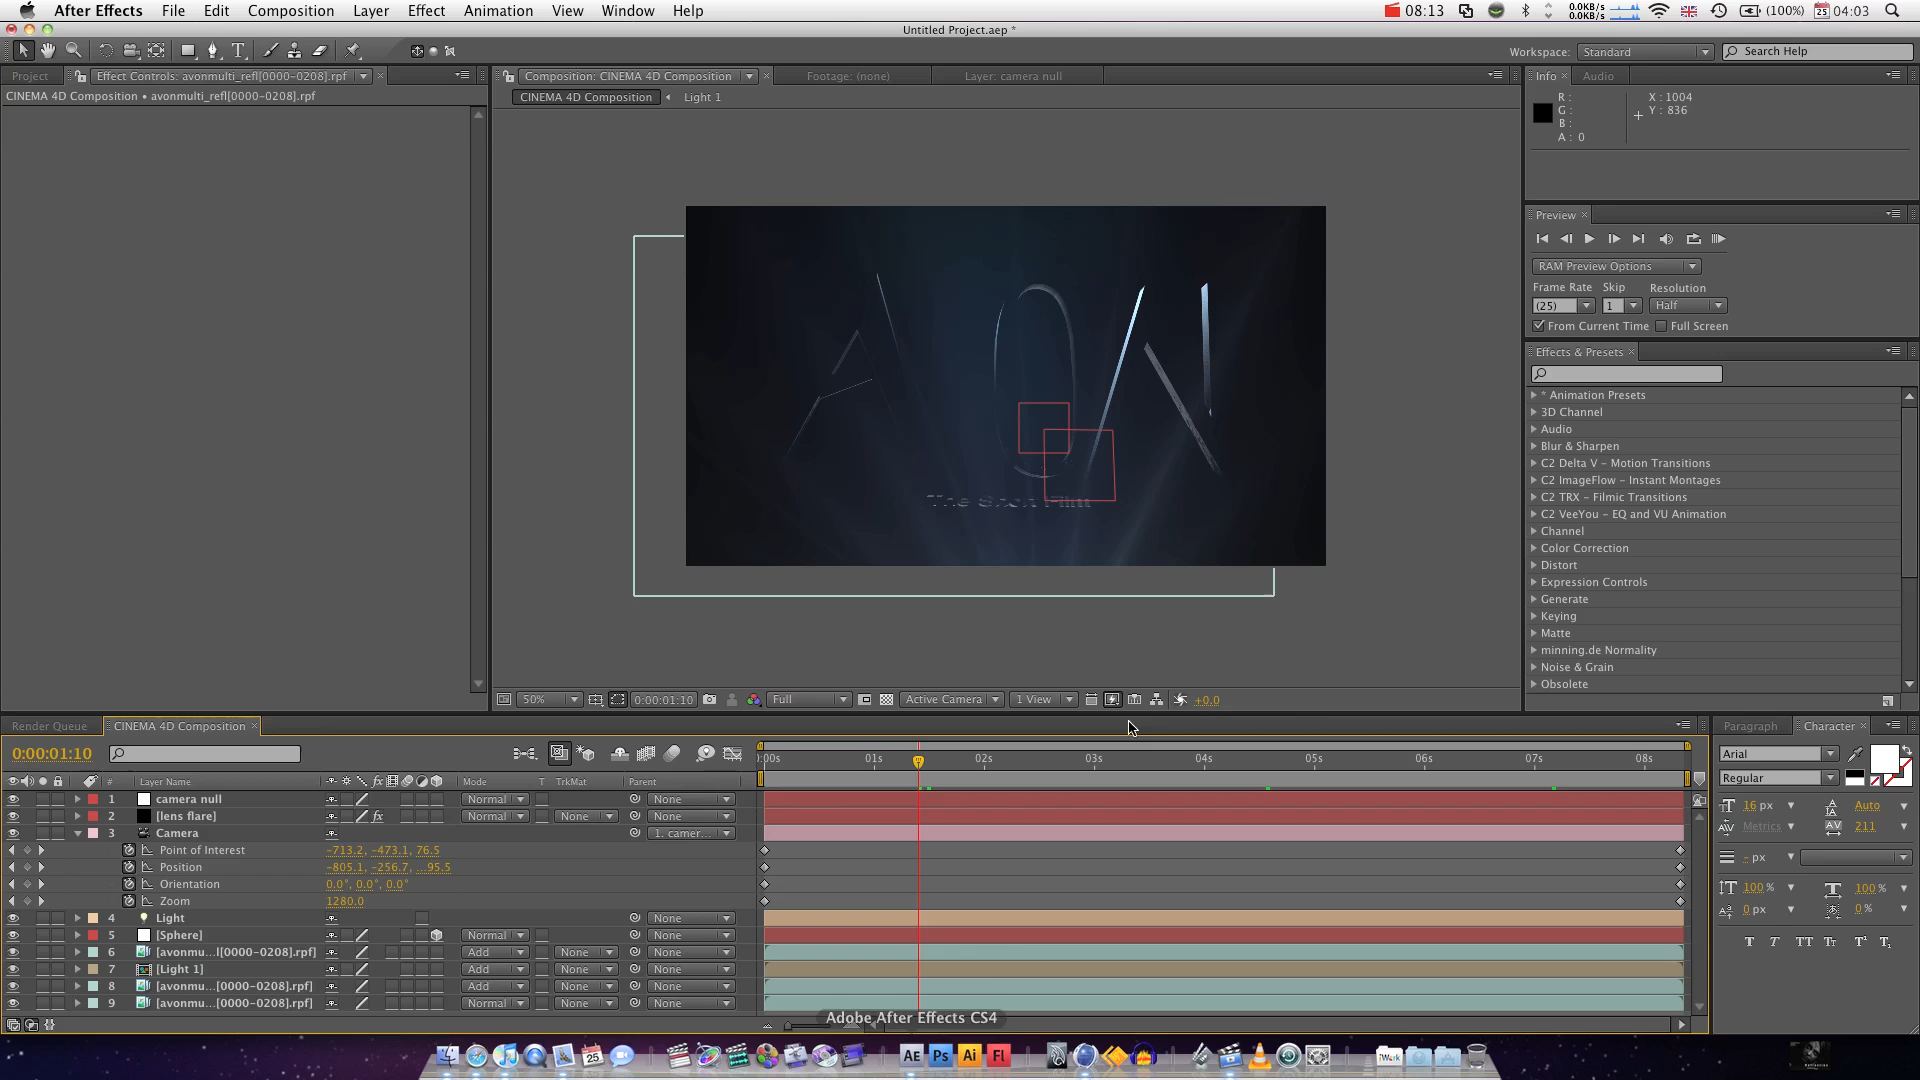 After Effects File Edit Composition Layer Effect Animation View Window Help
08:13 0.0KB/s 0.0KB/s (100%) 25 04:03
Untitled Project.aep *
Workspace: Standard Search Help
Project Effect Controls: avonmulti_refl[0000-0208].rpf
CINEMA 4D Composition • avonmulti_refl[0000-0208].rpf
Composition: CINEMA 4D Composition Footage: (none) Layer: camera null
CINEMA 4D Composition Light 1
Info Audio
R :
G :
B :
A : 0
X : 1004
Y : 836
Preview
RAM Preview Options
Frame Rate Skip Resolution
(25) 1 Half
From Current Time Full Screen
Effects & Presets
* Animation Presets
3D Channel
Audio
Blur & Sharpen
C2 Delta V – Motion Transitions
C2 ImageFlow – Instant Montages
C2 TRX – Filmic Transitions
C2 VeeYou – EQ and VU Animation
Channel
Color Correction
Distort
Expression Controls
Generate
Keying
Matte
minning.de Normality
Noise & Grain
Obsolete
50% 0:00:01:10 Full Active Camera 1 View +0.0
Render Queue CINEMA 4D Composition
0:00:01:10
# Layer Name Mode T TrkMat Parent
:00s 01s 02s 03s 04s 05s 06s 07s 08s
1 camera null Normal None
2 [lens flare] fx Normal None None
3 Camera 1. camer...
Point of Interest -713.2, -473.1, 76.5
Position -805.1, -256.7, ...95.5
Orientation 0.0°, 0.0°, 0.0°
Zoom 1280.0
4 Light None
5 [Sphere] Normal None
6 [avonmu...l[0000-0208].rpf] Add None None
7 [Light 1] Add None None
8 [avonmu...[0000-0208].rpf] Add None None
9 [avonmu...[0000-0208].rpf] Normal None None
Paragraph Character
Arial
Regular
16 px Auto
Metrics 211
- px
100 % 100 %
0 px 0 %
T T TT Tr T¹ T₁
Adobe After Effects CS4
25 AE Ps Ai Fl iWork